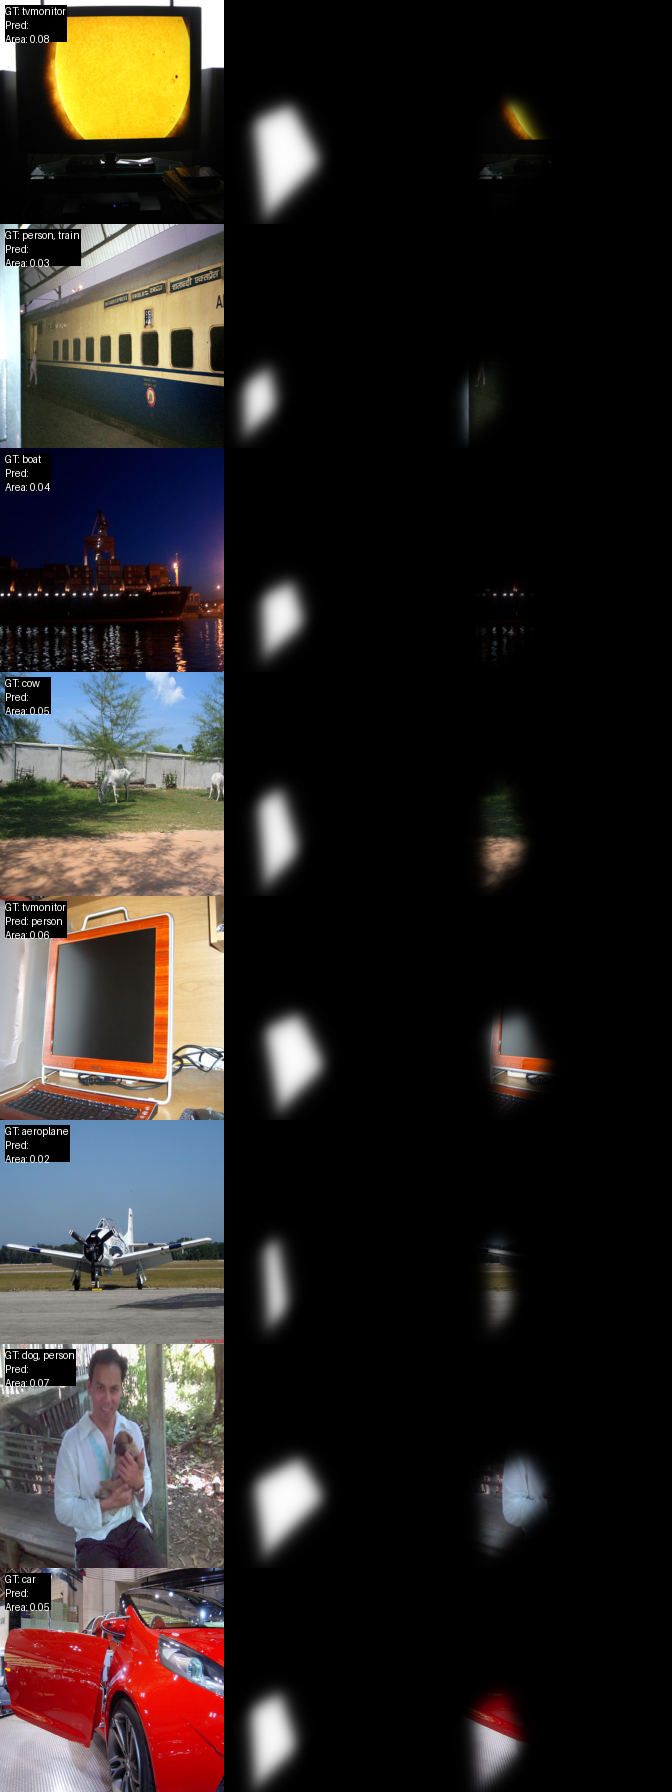 GT: tvmonitor
Pred:
Area: 0.08
GT: person, train
Pred:
Area: 0.03
GT: boat
Pred:
Area: 0.04
GT: cow
Pred:
Area: 0.05
GT: tvmonitor
Pred: person
Area: 0.06
GT: aeroplane
Pred:
Area: 0.02
GT: dog, person
Pred:
Area: 0.07
GT: car
Pred:
Area: 0.05